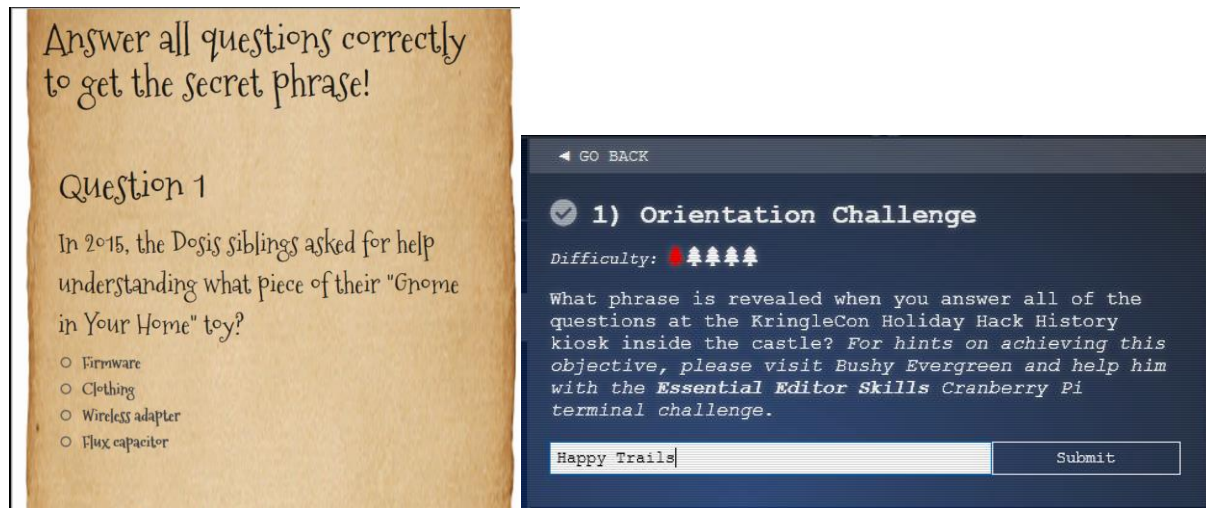 Answer all questions correctly
to get the secret phrase!
Question 1
In 2015, the Dosis siblings asked for help
understanding what piece of their "Gnome
in Your Home" toy?
Firmware
Clothing
Wireless adapter
Flux capacitor
◄ GO BACK
1) Orientation Challenge
Difficulty:
What phrase is revealed when you answer all of the
questions at the KringleCon Holiday Hack History
kiosk inside the castle? For hints on achieving this
objective, please visit Bushy Evergreen and help him
with the Essential Editor Skills Cranberry Pi
terminal challenge.
Happy Trails
Submit